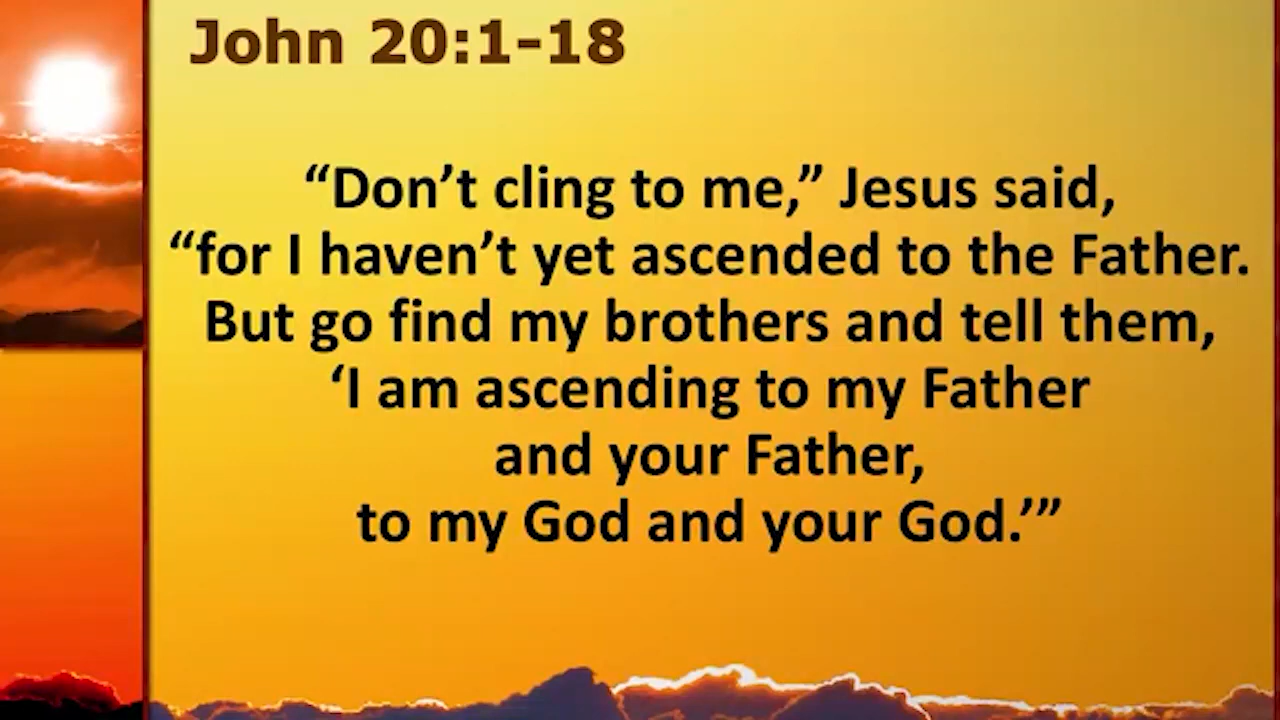 John 20:1-18
“Don’t cling to me,” Jesus said,
“for I haven’t yet ascended to the Father.
But go find my brothers and tell them,
‘I am ascending to my Father
and your Father,
to my God and your God.’”